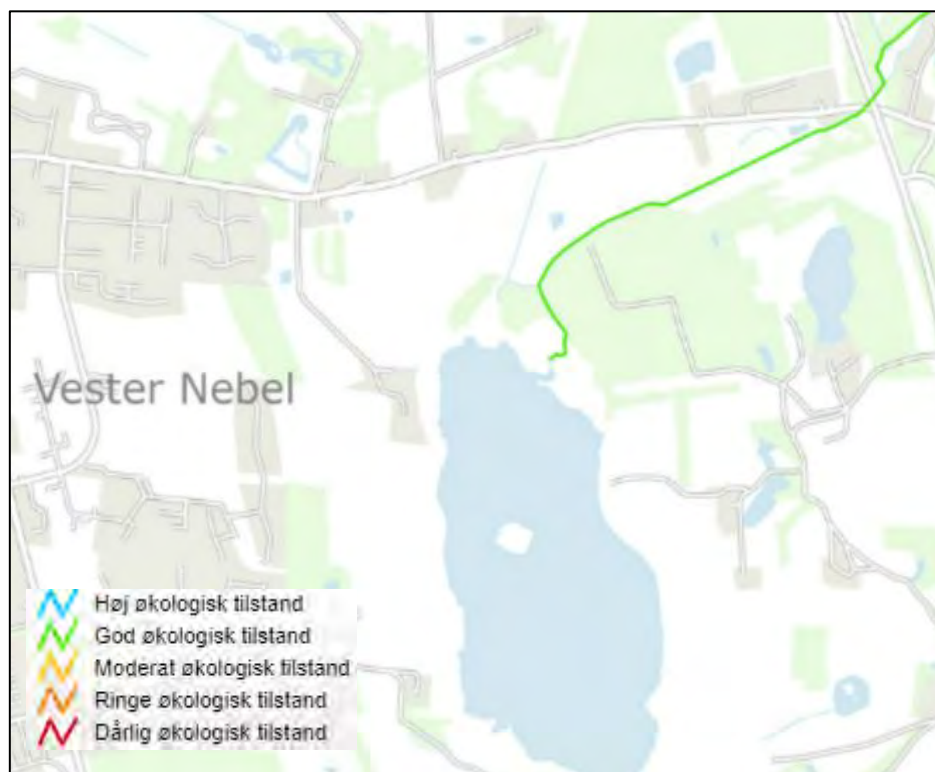 Vester Nebel
Høj økologisk tilstand
God økologisk tilstand
Moderat økologisk tilstand
Ringe økologisk tilstand
Dårlig økologisk tilstand